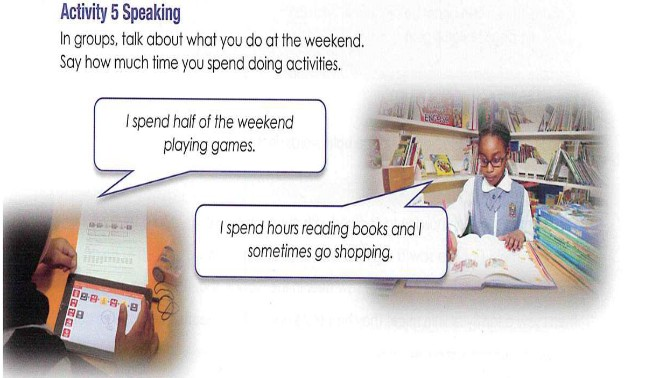 Activity 5 Speaking
In groups, talk about what you do at the weekend.
Say how much time you spend doing activities.
I spend half of the weekend
playing games.
I spend hours reading books and I
sometimes go shopping.